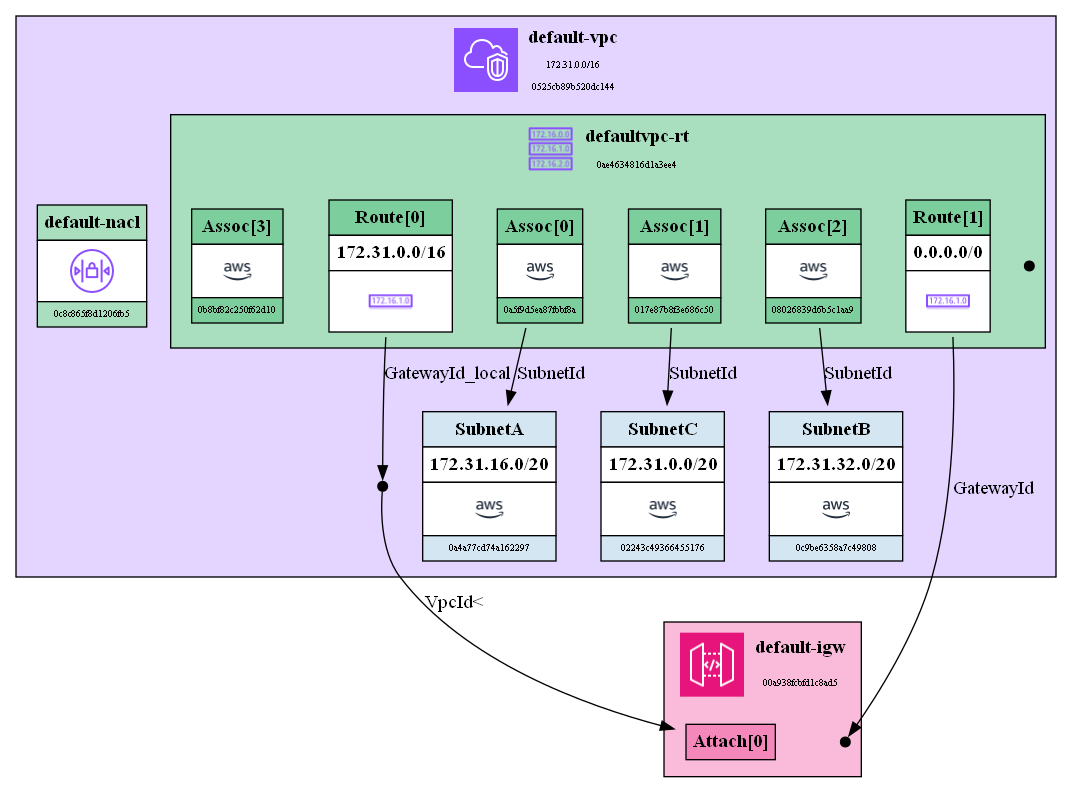 default-vpc
172.31.0.0/16
0525cb89b520dc144
172.16.0.0
172.16.1.0
172.16.2.0
defaultvpc-rt
0ae4634816d1a3ee4
default-nacl
0c8c865f8d1206fb5
Assoc[3]
aws
0b8bf82c250f62d10
Route[0]
172.31.0.0/16
172.16.1.0
Assoc[0]
aws
0a5f9d5ea87fbbf8a
Assoc[1]
aws
017e87b8f3e686c50
Assoc[2]
aws
08026839d6b5c1aa9
Route[1]
0.0.0.0/0
172.16.1.0
GatewayId_local
SubnetId
SubnetId
SubnetId
SubnetA
172.31.16.0/20
aws
0a4a77cd74a162297
SubnetC
172.31.0.0/20
aws
02243c49366455176
SubnetB
172.31.32.0/20
aws
0c9be6358a7c49808
GatewayId
VpcId<
default-igw
00a938fcbfd1c8ad5
Attach[0]